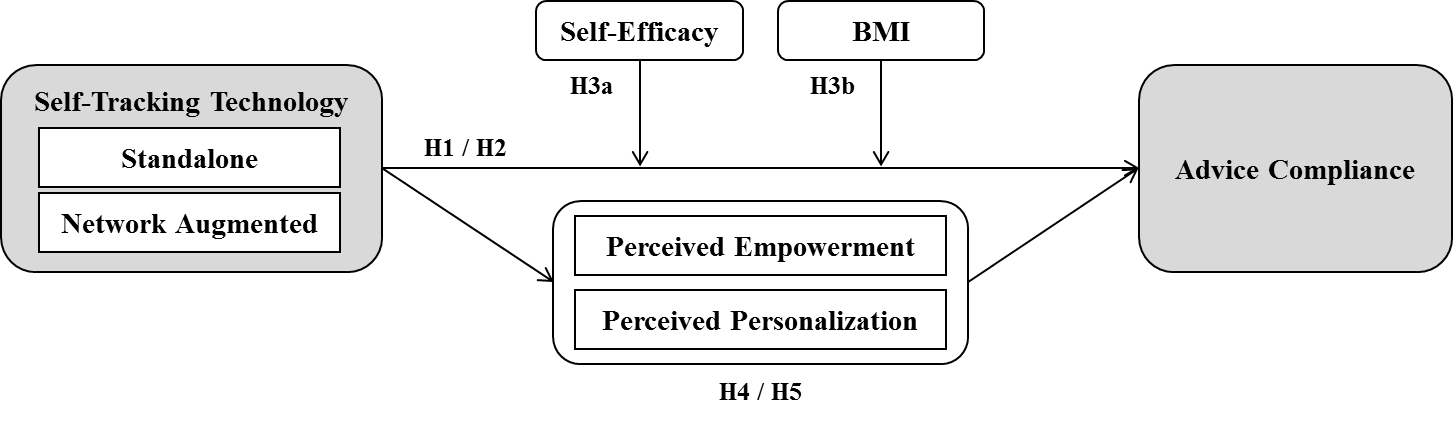 Self-Efficacy
BMI
H3a
H3b
Self-Tracking Technology
Standalone
Network Augmented
H1 / H2
Advice Compliance
Perceived Empowerment
Perceived Personalization
H4 / H5